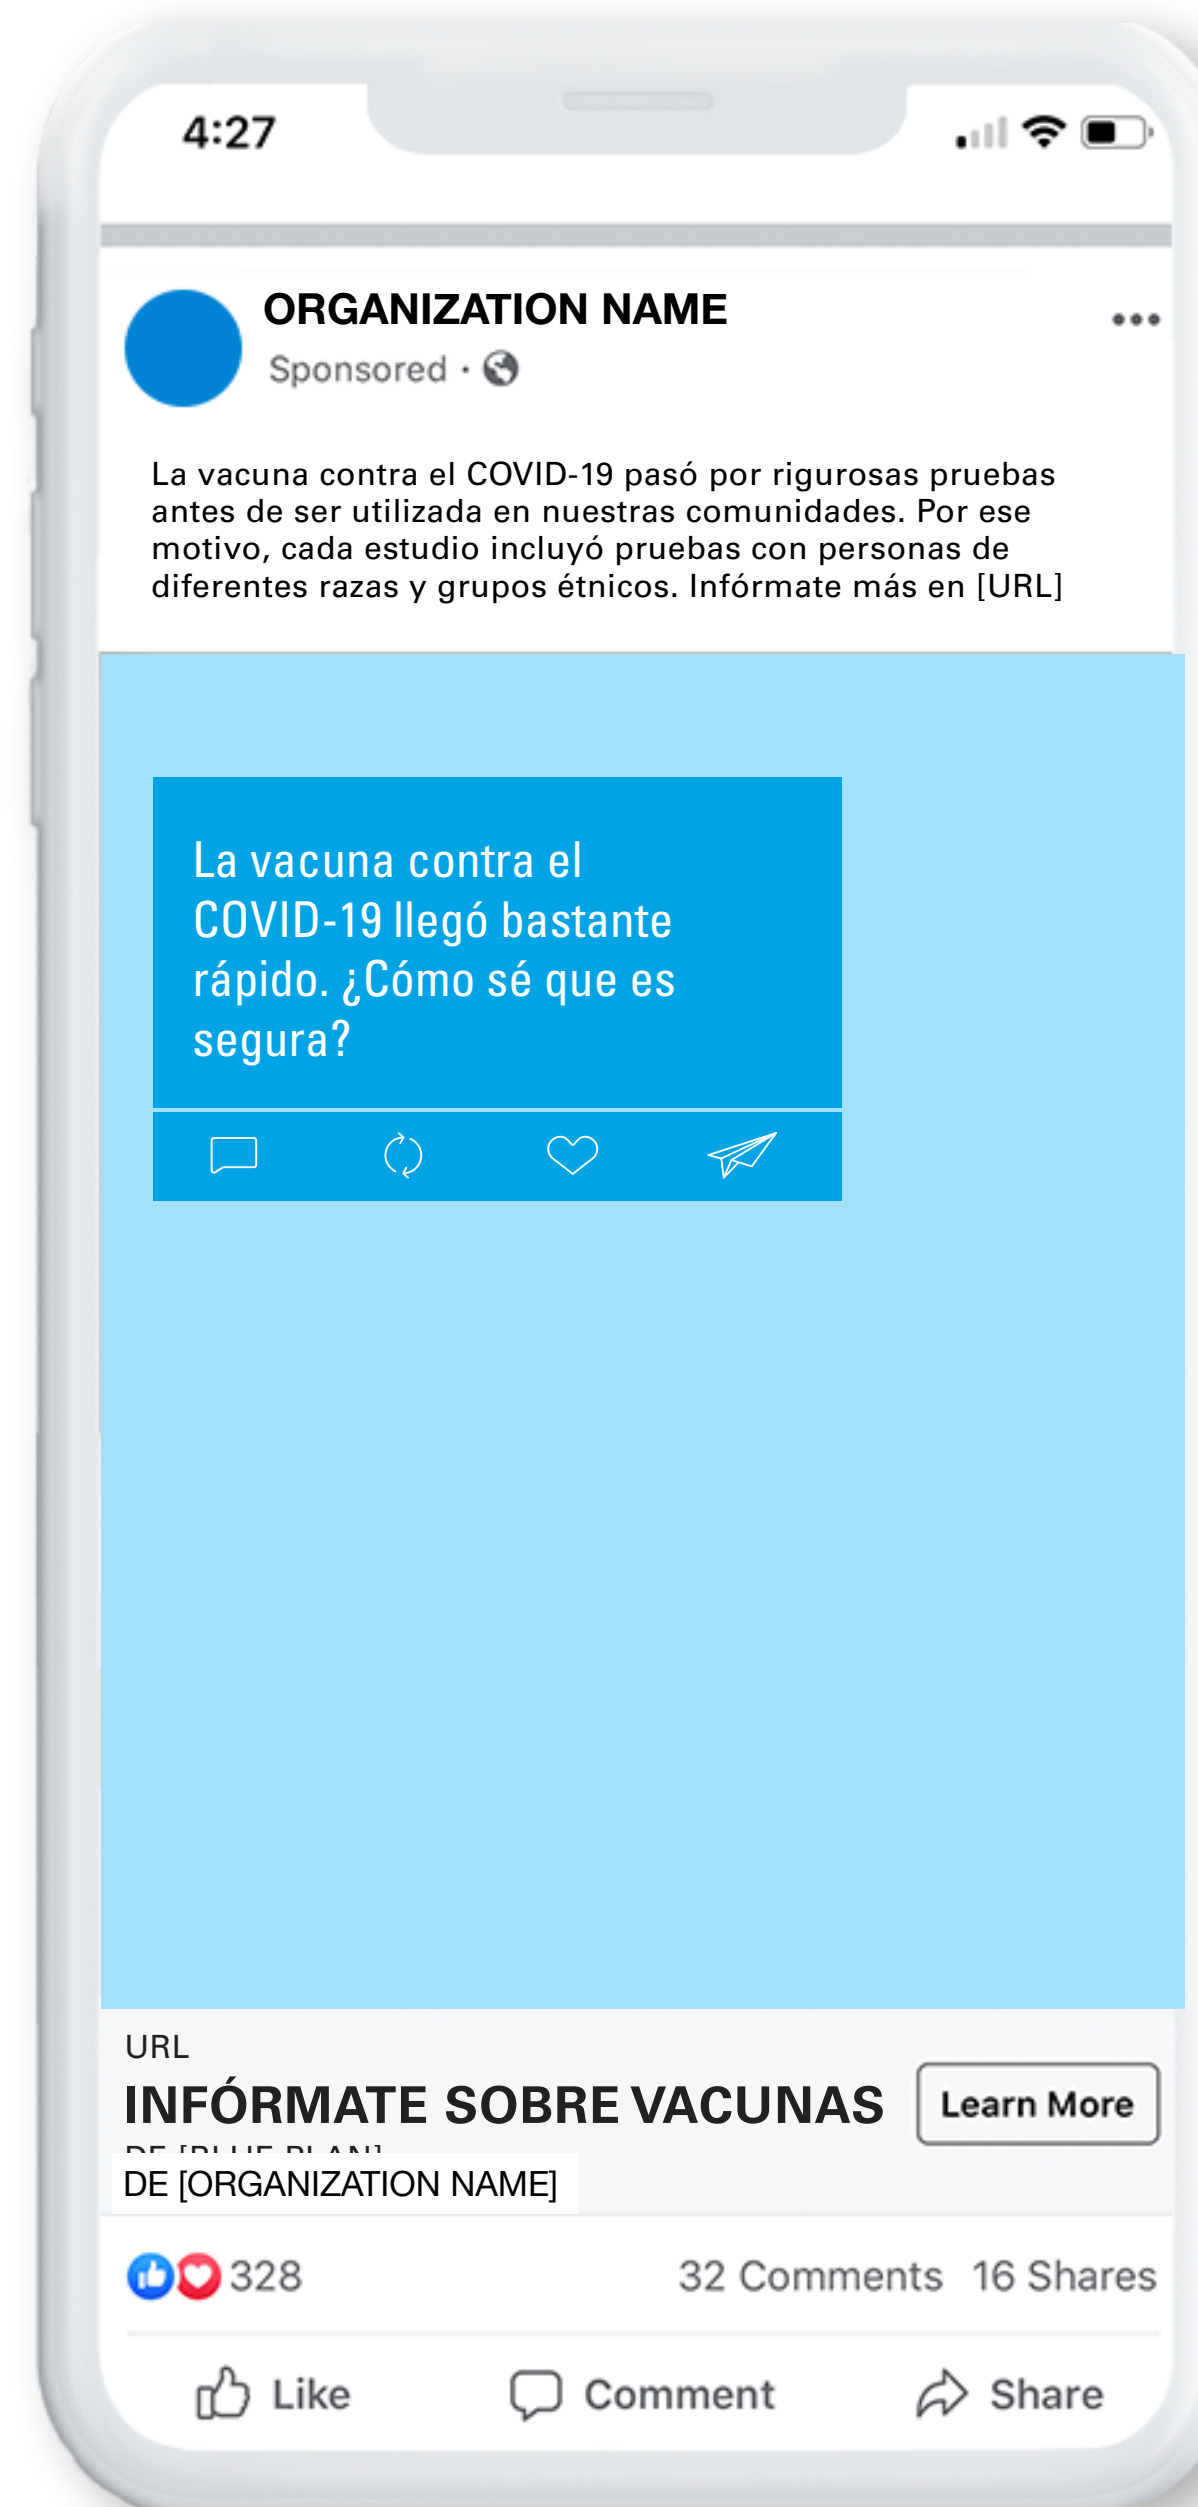 4:27
ORGANIZATION NAME
Sponsored ·
La vacuna contra el COVID-19 pasó por rigurosas pruebas
antes de ser utilizada en nuestras comunidades. Por ese
motivo, cada estudio incluyó pruebas con personas de
diferentes razas y grupos étnicos. Infórmate más en [URL]
La vacuna contra el
COVID-19 llegó bastante
rápido. ¿Cómo sé que es
segura?
URL
INFÓRMATE SOBRE VACUNAS
Learn More
DE [BLUE PLAN]
DE [ORGANIZATION NAME]
328
32 Comments 16 Shares
Like Comment Share